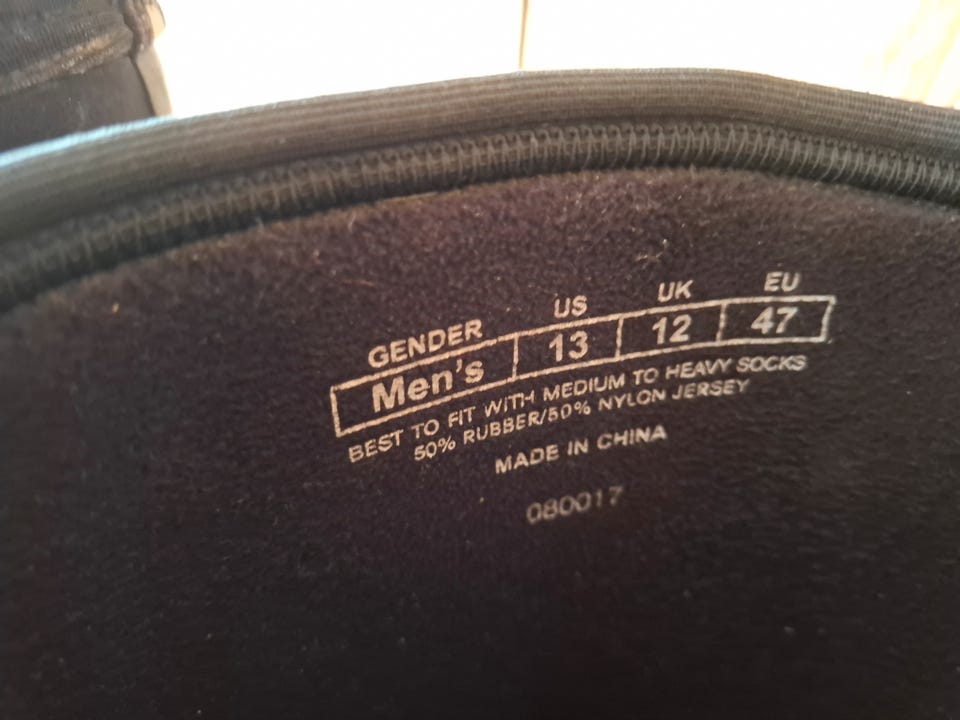 GENDER US UK EU
Men's 13 12 47
BEST TO FIT WITH MEDIUM TO HEAVY SOCKS
50% RUBBER/50% NYLON JERSEY
MADE IN CHINA
080017